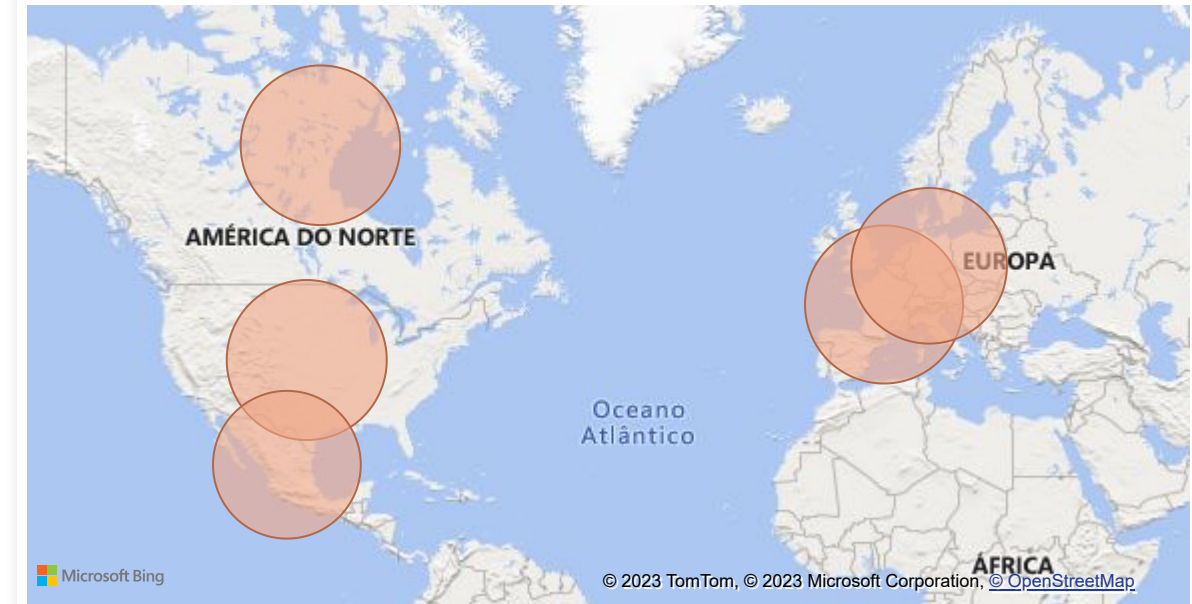 AMÉRICA DO NORTE
EUROPA
Oceano
Atlântico
ÁFRICA
Microsoft Bing
© 2023 TomTom, © 2023 Microsoft Corporation, © OpenStreetMap